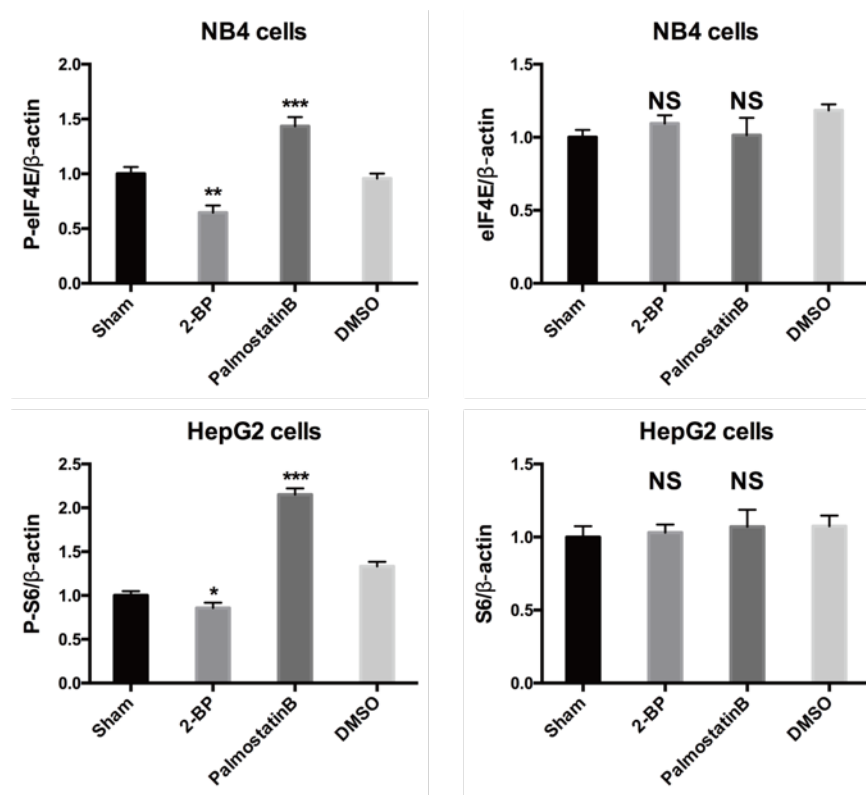 NB4 cells
P-eIF4E/β-actin
2.0
1.5
1.0
0.5
0.0
**
***
Sham
2-BP
PalmostatinB
DMSO
NB4 cells
eIF4E/β-actin
1.5
1.0
0.5
0.0
NS
NS
Sham
2-BP
PalmostatinB
DMSO
HepG2 cells
P-S6/β-actin
2.5
2.0
1.5
1.0
0.5
0.0
*
***
Sham
2-BP
PalmostatinB
DMSO
HepG2 cells
S6/β-actin
1.5
1.0
0.5
0.0
NS
NS
Sham
2-BP
PalmostatinB
DMSO